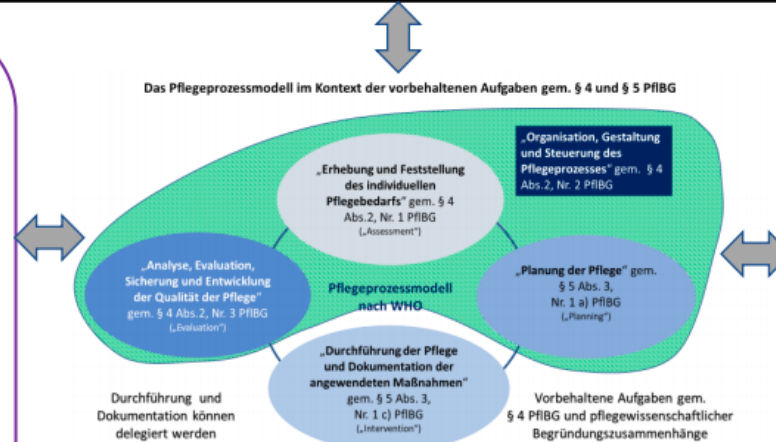 Das Pflegeprozessmodell im Kontext der vorbehaltenen Aufgaben gem. § 4 und § 5 PflBG
„Organisation, Gestaltung
und Steuerung des
Pflegeprozesses" gem. § 4
Abs.2, Nr. 2 PflBG
„Erhebung und Feststellung
des individuellen
Pflegebedarfs" gem. § 4
Abs.2, Nr. 1 PflBG
(„Assessment")
„Analyse, Evaluation,
Sicherung und Entwicklung
der Qualität der Pflege"
gem. § 4 Abs.2, Nr. 3 PflBG
(„Evaluation")
Pflegeprozessmodell
nach WHO
„Planung der Pflege" gem.
§ 5 Abs. 3,
Nr. 1 a) PflBG
(„Planning")
„Durchführung der Pflege
und Dokumentation der
angewendeten Maßnahmen"
gem. § 5 Abs. 3,
Nr. 1 c) PflBG
(„Intervention")
Durchführung und
Dokumentation können
delegiert werden
Vorbehaltene Aufgaben gem.
§ 4 PflBG und pflegewissenschaftlicher
Begründungszusammenhänge